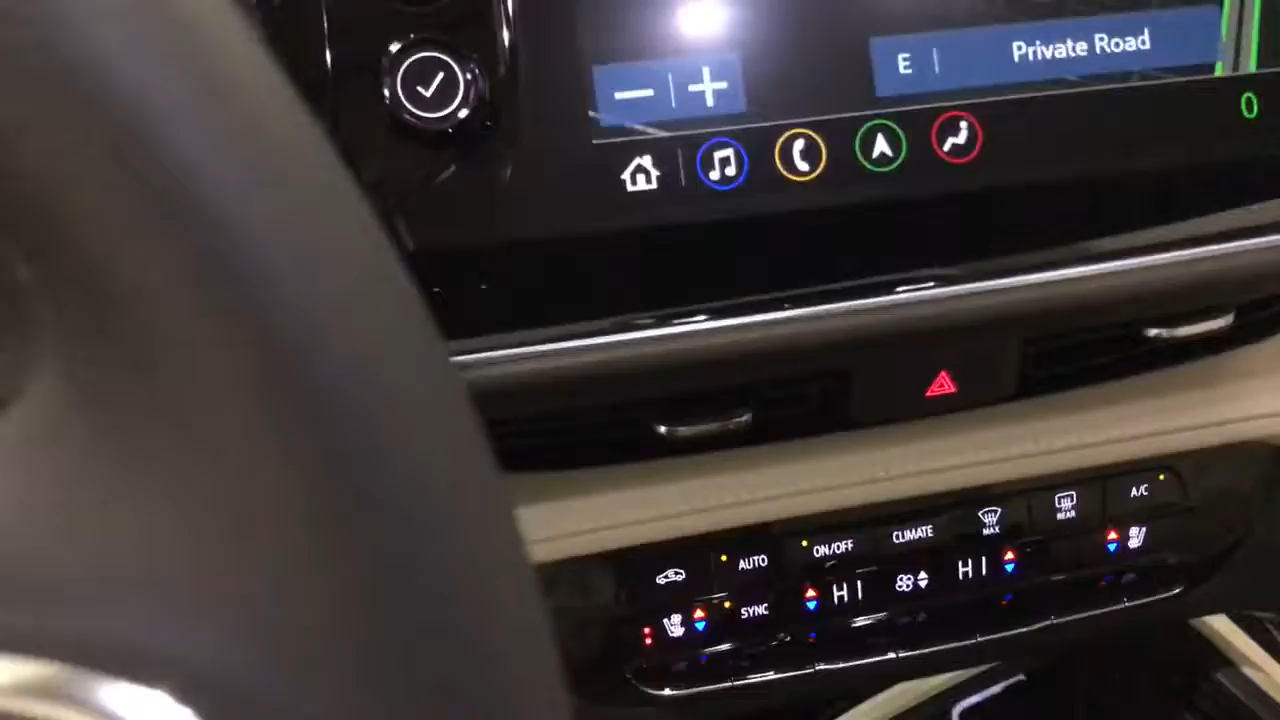 E | Private Road
0
A/C
REAR
MAX
CLIMATE
ON/OFF
AUTO
HI
HI
SYNC